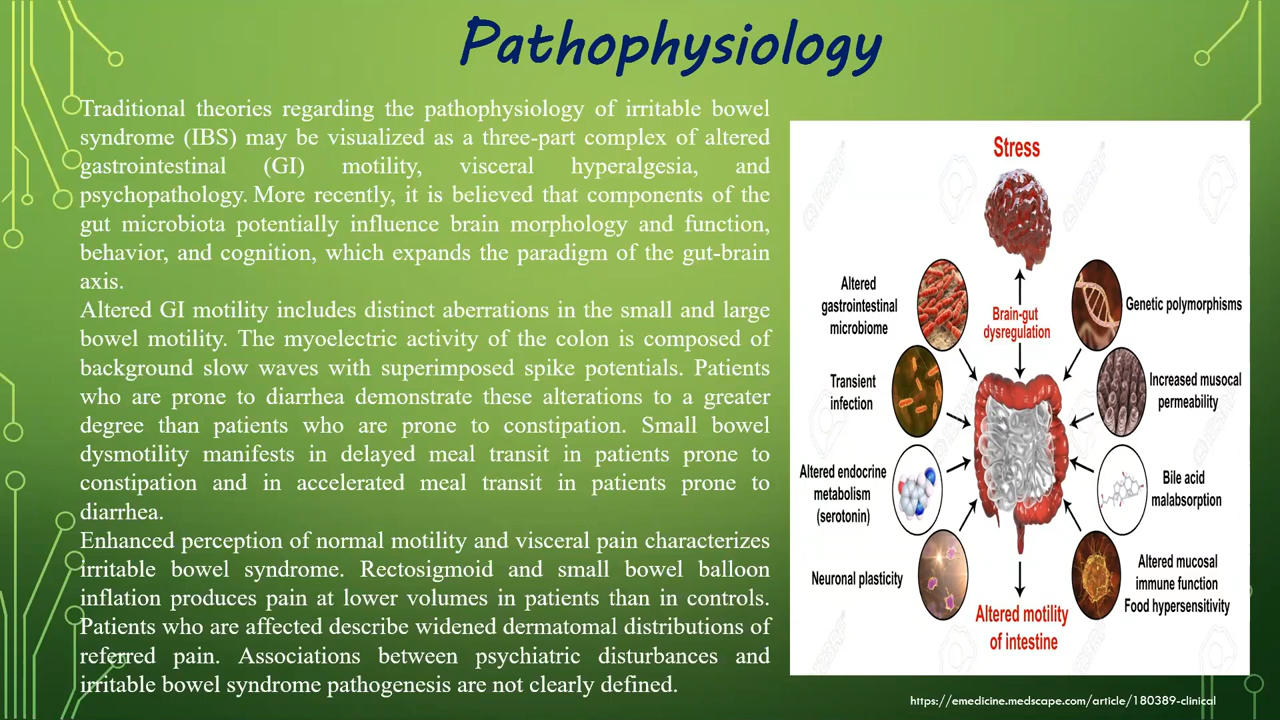 Pathophysiology
Traditional theories regarding the pathophysiology of irritable bowel
syndrome (IBS) may be visualized as a three-part complex of altered
gastrointestinal (GI) motility, visceral hyperalgesia, and
psychopathology. More recently, it is believed that components of the
gut microbiota potentially influence brain morphology and function,
behavior, and cognition, which expands the paradigm of the gut-brain
axis.
Altered GI motility includes distinct aberrations in the small and large
bowel motility. The myoelectric activity of the colon is composed of
background slow waves with superimposed spike potentials. Patients
who are prone to diarrhea demonstrate these alterations to a greater
degree than patients who are prone to constipation. Small bowel
dysmotility manifests in delayed meal transit in patients prone to
constipation and in accelerated meal transit in patients prone to
diarrhea.
Enhanced perception of normal motility and visceral pain characterizes
irritable bowel syndrome. Rectosigmoid and small bowel balloon
inflation produces pain at lower volumes in patients than in controls.
Patients who are affected describe widened dermatomal distributions of
referred pain. Associations between psychiatric disturbances and
irritable bowel syndrome pathogenesis are not clearly defined.
Stress
Altered
gastrointestinal
microbiome
Brain-gut
dysregulation
Genetic polymorphisms
Transient
infection
Increased musocal
permeability
Altered endocrine
metabolism
(serotonin)
Bile acid
malabsorption
Neuronal plasticity
Altered mucosal
immune function
Food hypersensitivity
Altered motility
of intestine
https://emedicine.medscape.com/article/180389-clinical